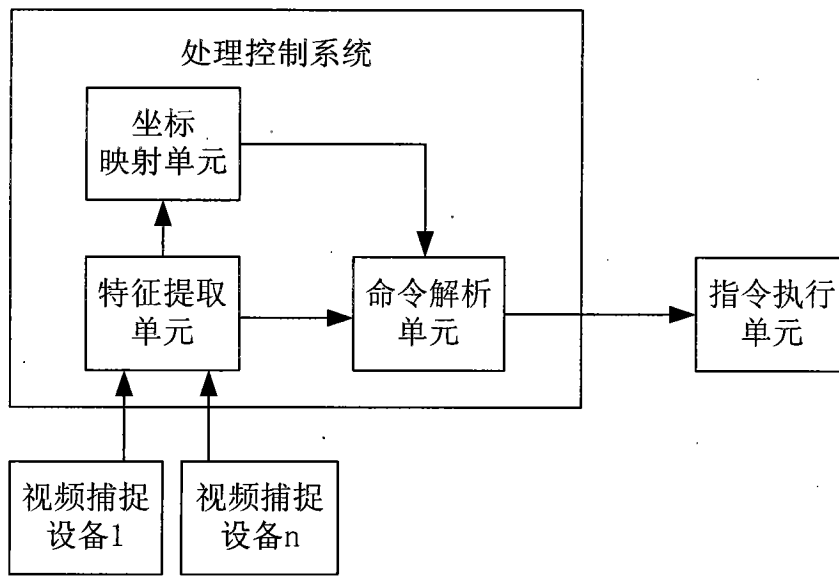 处理控制系统
坐标
映射单元
特征提取
单元
命令解析
单元
指令执行
单元
视频捕捉
设备1
视频捕捉
设备n